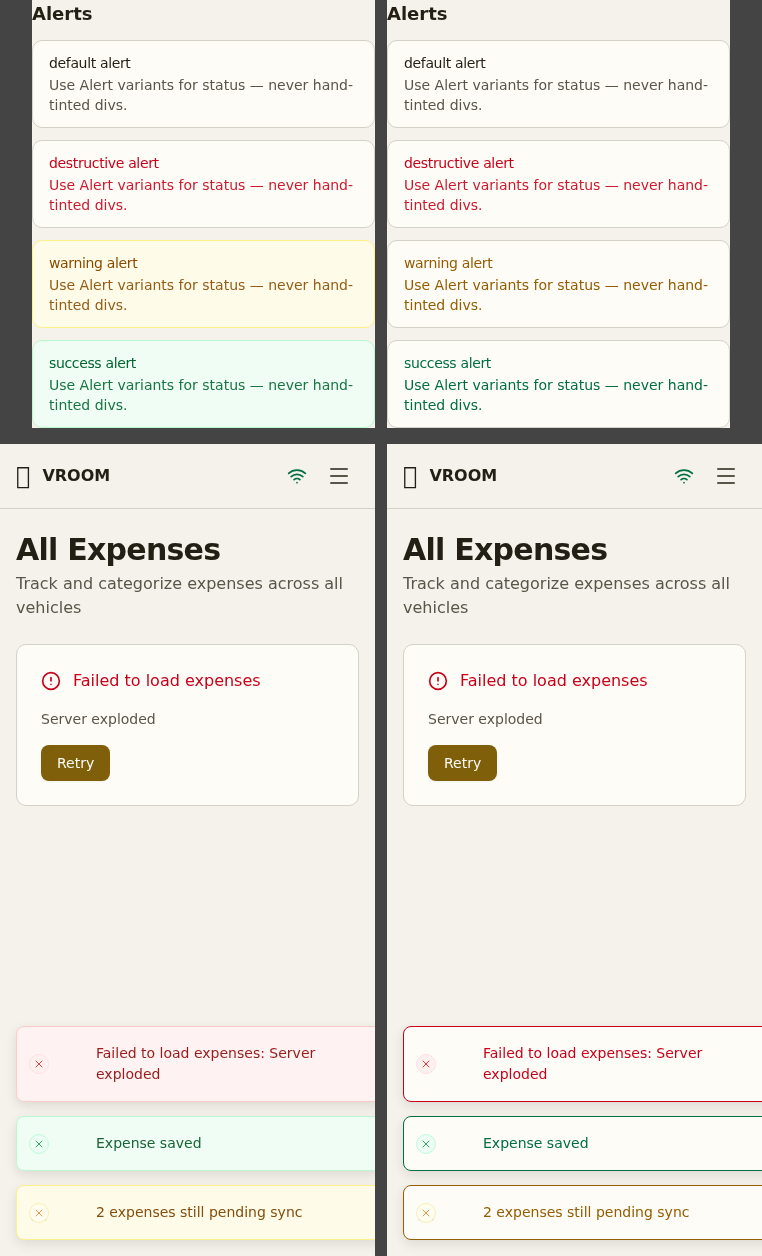 Alerts
default alert
Use Alert variants for status — never hand-
tinted divs.
destructive alert
Use Alert variants for status — never hand-
tinted divs.
warning alert
Use Alert variants for status — never hand-
tinted divs.
success alert
Use Alert variants for status — never hand-
tinted divs.
Alerts
default alert
Use Alert variants for status — never hand-
tinted divs.
destructive alert
Use Alert variants for status — never hand-
tinted divs.
warning alert
Use Alert variants for status — never hand-
tinted divs.
success alert
Use Alert variants for status — never hand-
tinted divs.
VROOM
All Expenses
Track and categorize expenses across all
vehicles
Failed to load expenses
Server exploded
Retry
Failed to load expenses: Server
exploded
Expense saved
2 expenses still pending sync
VROOM
All Expenses
Track and categorize expenses across all
vehicles
Failed to load expenses
Server exploded
Retry
Failed to load expenses: Server
exploded
Expense saved
2 expenses still pending sync